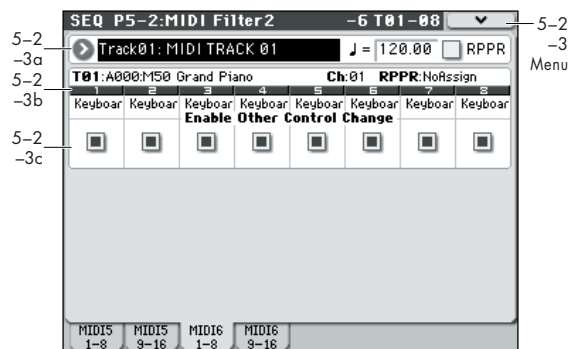 SEQ P5-2:MIDI Filter2 -6 T01-08
5-2 -3 Menu
5-2 -3a
Track01: MIDI TRACK 01 ♩= 120.00 RPPR
5-2 -3b
T01:A000:M50 Grand Piano Ch:01 RPPR:NoAssign
1 2 3 4 5 6 7 8
Keyboar Keyboar Keyboar Keyboar Keyboar Keyboar Keyboar Keyboar
Enable Other Control Change
5-2 -3c
MIDI5 1-8 MIDI5 9-16 MIDI6 1-8 MIDI6 9-16